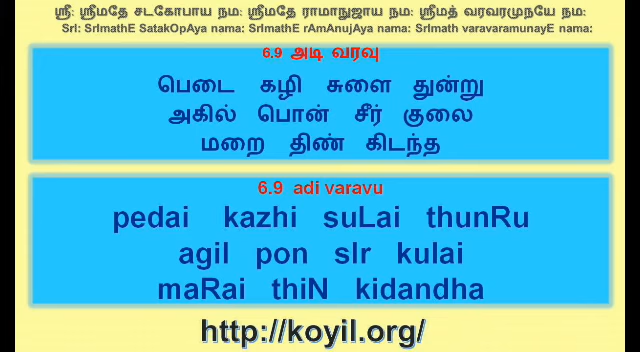 ஸ்ரீ: ஸ்ரீமதே சடகோபாய நம: ஸ்ரீமதே ராமாநுஜாய நம: ஸ்ரீமத் வரவரமுநயே நம:
SrI: SrImathE SatakOpAya nama: SrImathE rAmAnujAya nama: SrImath varavaramunayE nama:
6.9 அடி வரவு
பெடை கழி சுளை துன்று
அகில் பொன் சீர் குலை
மறை திண் கிடந்த
6.9 adi varavu
pedai kazhi suLai thunRu
agil pon sIr kulai
maRai thiN kidandha
http://koyil.org/